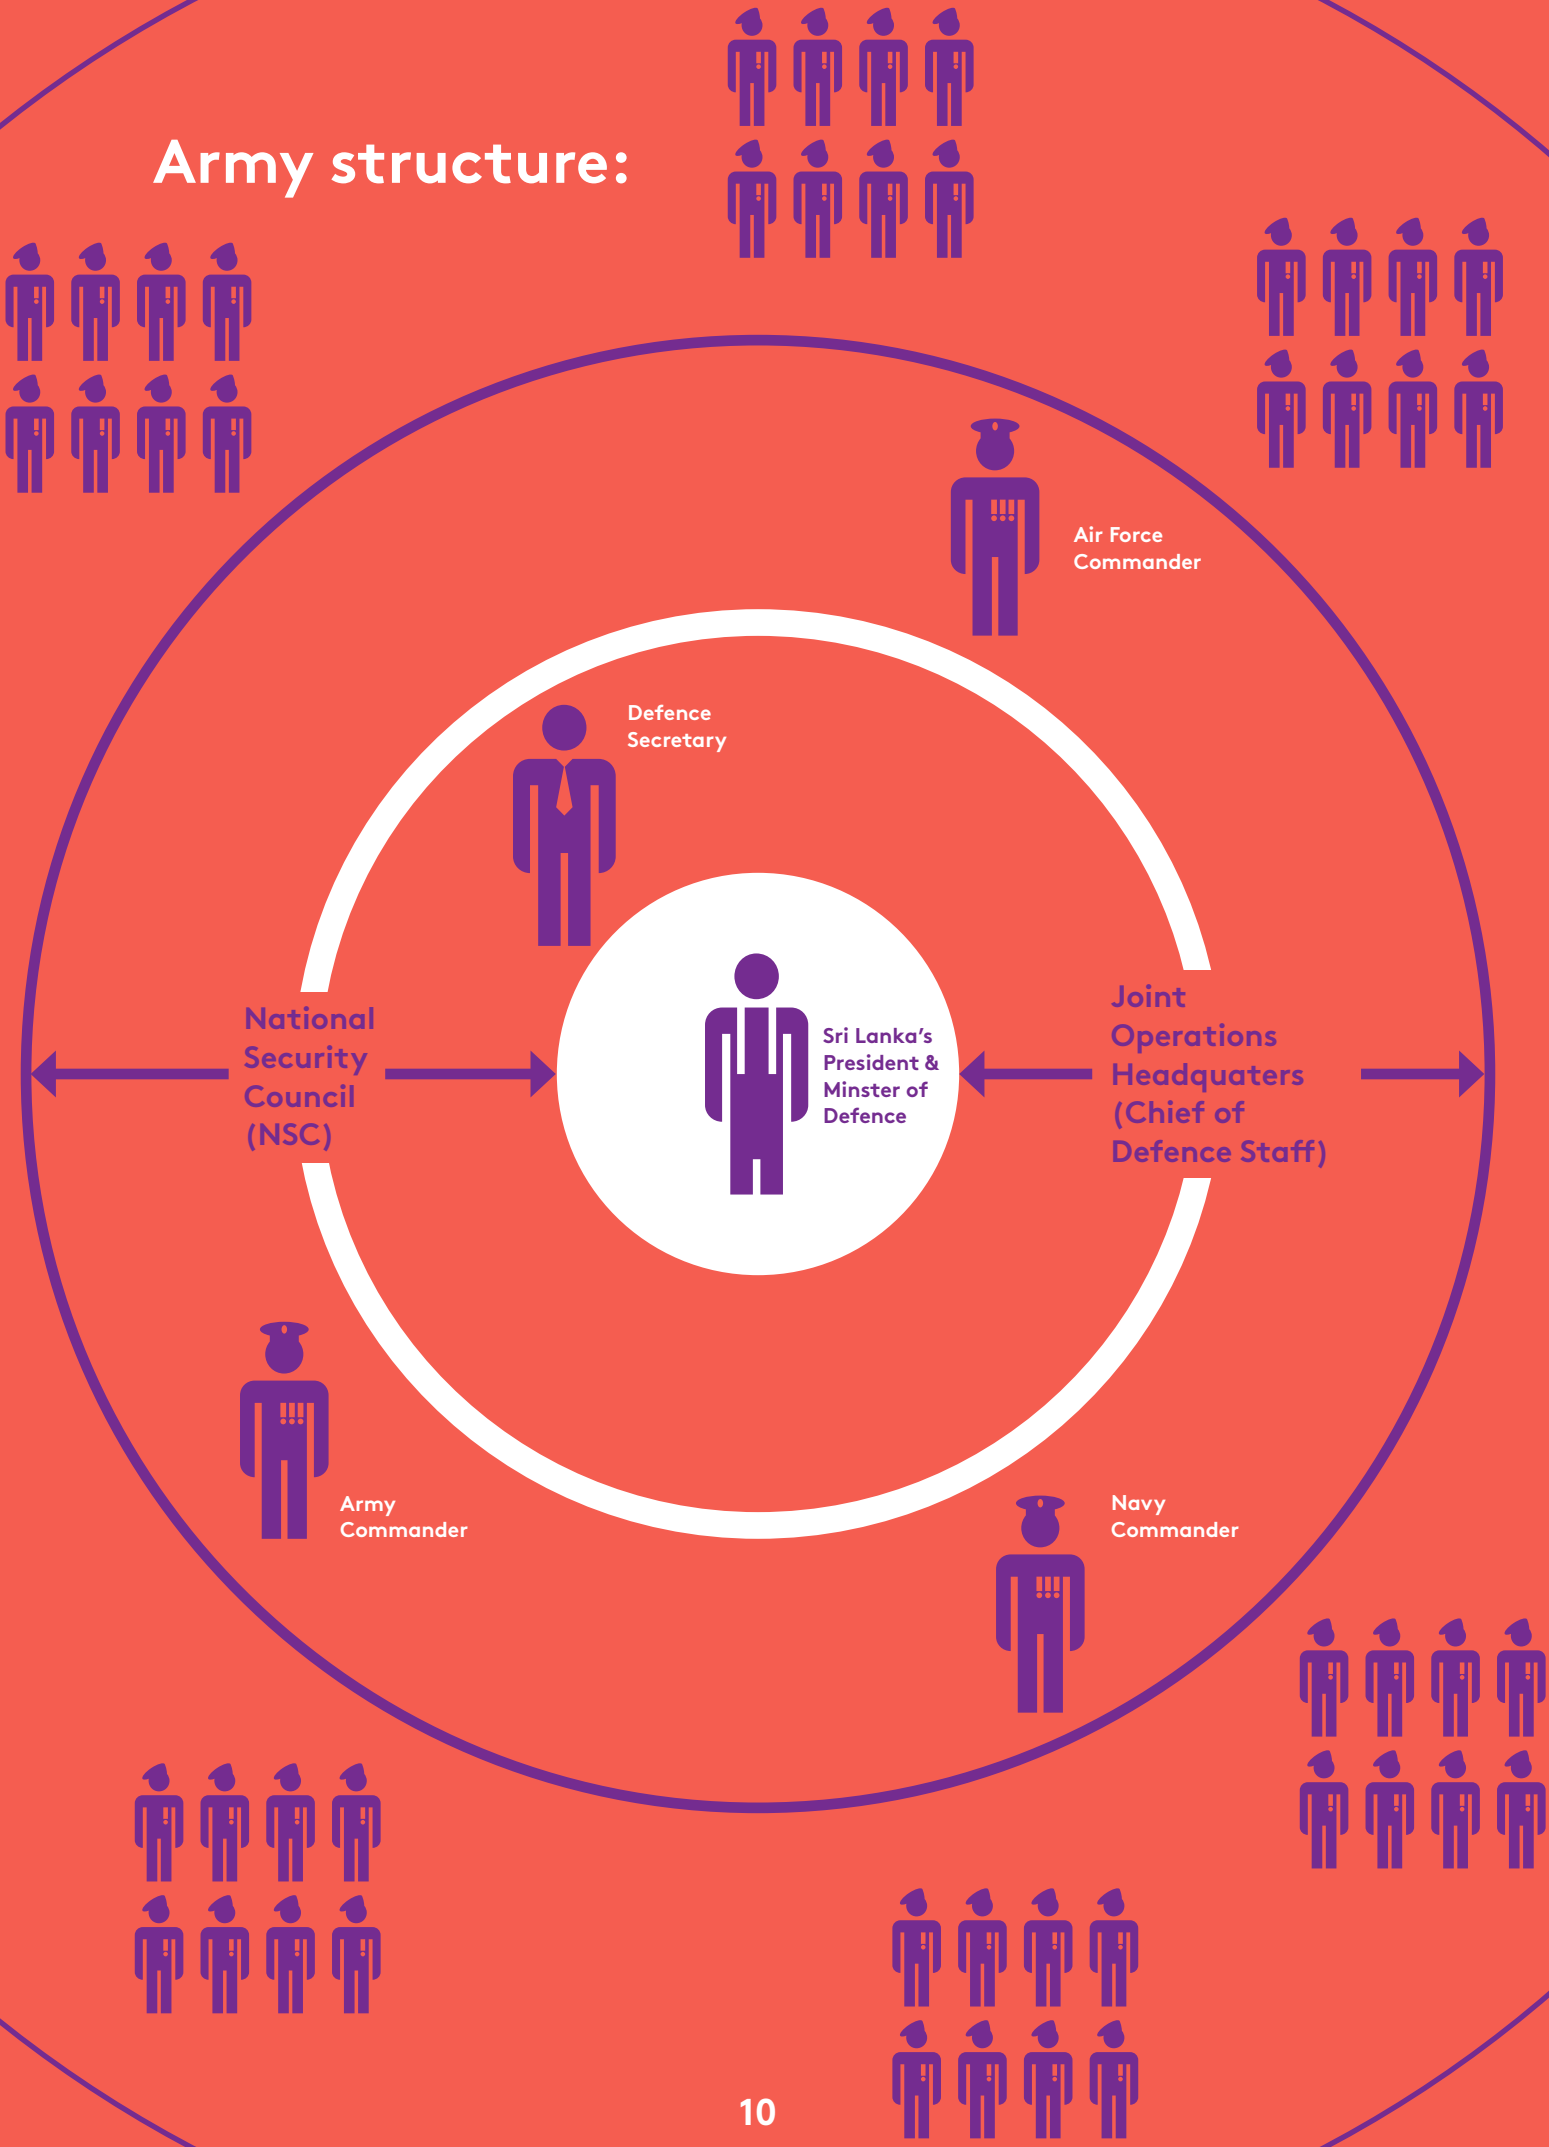 Army structure:
Air Force
Commander
Defence
Secretary
National
Security
Council
(NSC)
Sri Lanka’s
President &
Minster of
Defence
Joint
Operations
Headquaters
(Chief of
Defence Staff)
Army
Commander
Navy
Commander
10